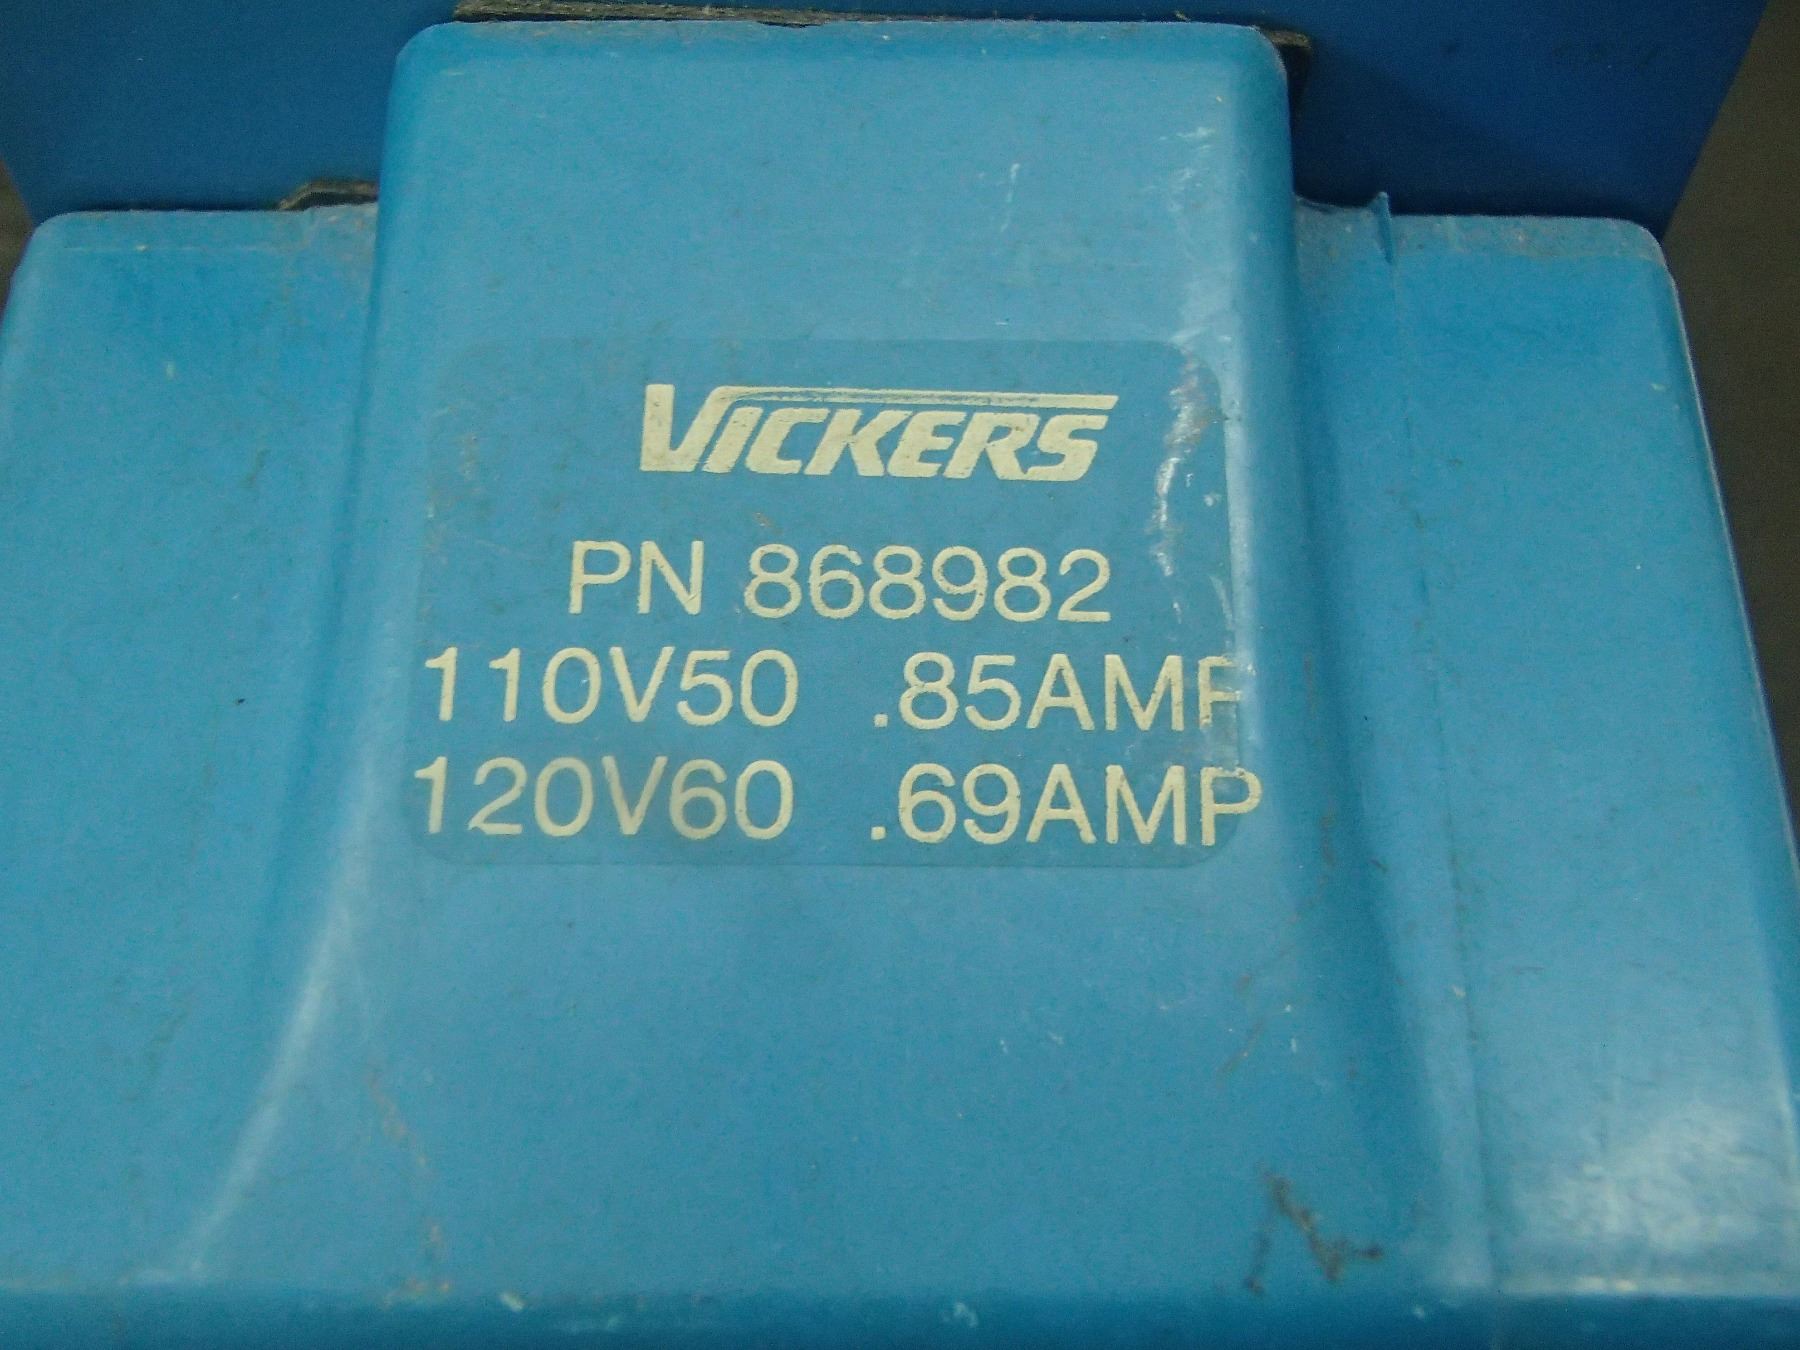 VICKERS
PN 868982
110V50 .85AMP
120V60 .69AMP